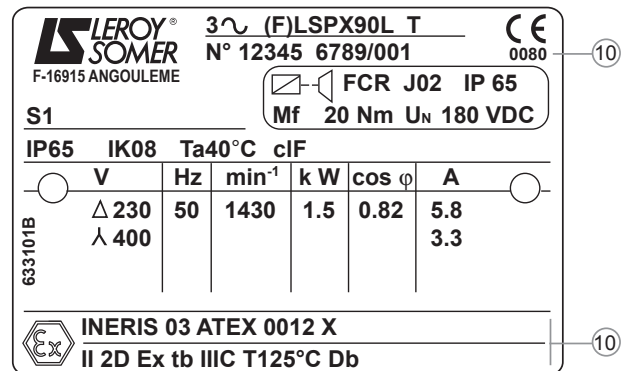 LEROY®
SOMER
F-16915 ANGOULEME
3∿ (F)LSPX90L T
N° 12345 6789/001
CE
0080
10
FCR J02 IP 65
Mf 20 Nm UN 180 VDC
S1
IP65 IK08 Ta40°C clF
V Hz min-1 k W cos φ A
Δ 230 50 1430 1.5 0.82 5.8
⅄ 400 3.3
633101B
Ex
INERIS 03 ATEX 0012 X
II 2D Ex tb IIIC T125°C Db
10